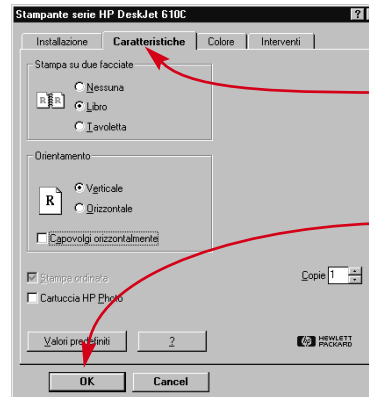 Stampante serie HP DeskJet 610C ?
Installazione Caratteristiche Colore Interventi
Stampa su due facciate
Nessuna
R R
Libro
Tavoletta
Orientamento
Verticale
R
Orizzontale
Capovolgi orizzontalmente
Stampa ordinata
Copie 1
Cartuccia HP Photo
Valori predefiniti ?
hp HEWLETT
PACKARD
OK Cancel